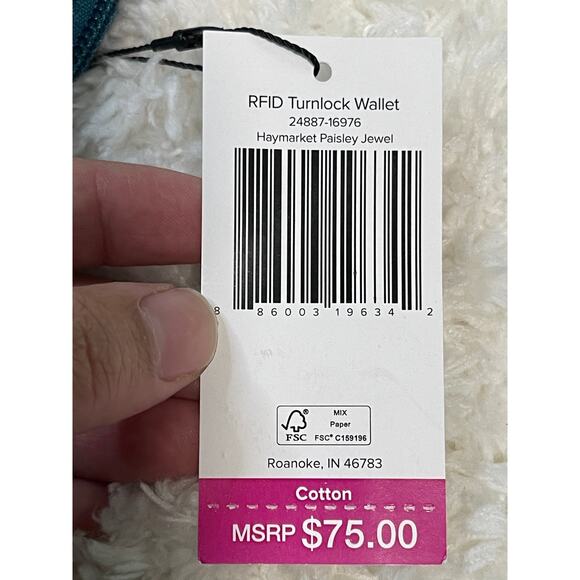 RFID Turnlock Wallet
24887-16976
Haymarket Paisley Jewel
8 86003 19634 2
FSC
MIX
Paper
FSC® C159196
Roanoke, IN 46783
Cotton
MSRP $75.00